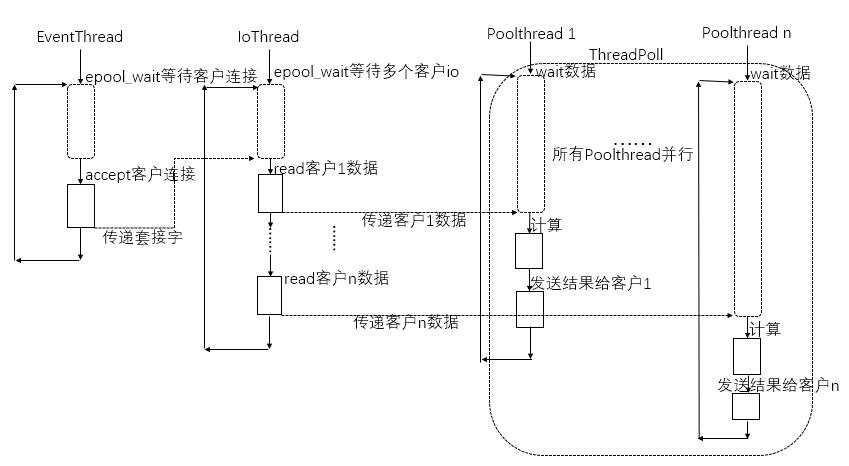 EventThread
IoThread
Poolthread 1
Poolthread n
ThreadPoll
epool_wait等待客户连接
epool_wait等待多个客户io
wait数据
wait数据
accept客户连接
read客户1数据
……
所有Poolthread并行
传递套接字
传递客户1数据
计算
……
……
read客户n数据
发送结果给客户1
传递客户n数据
计算
发送结果给客户n